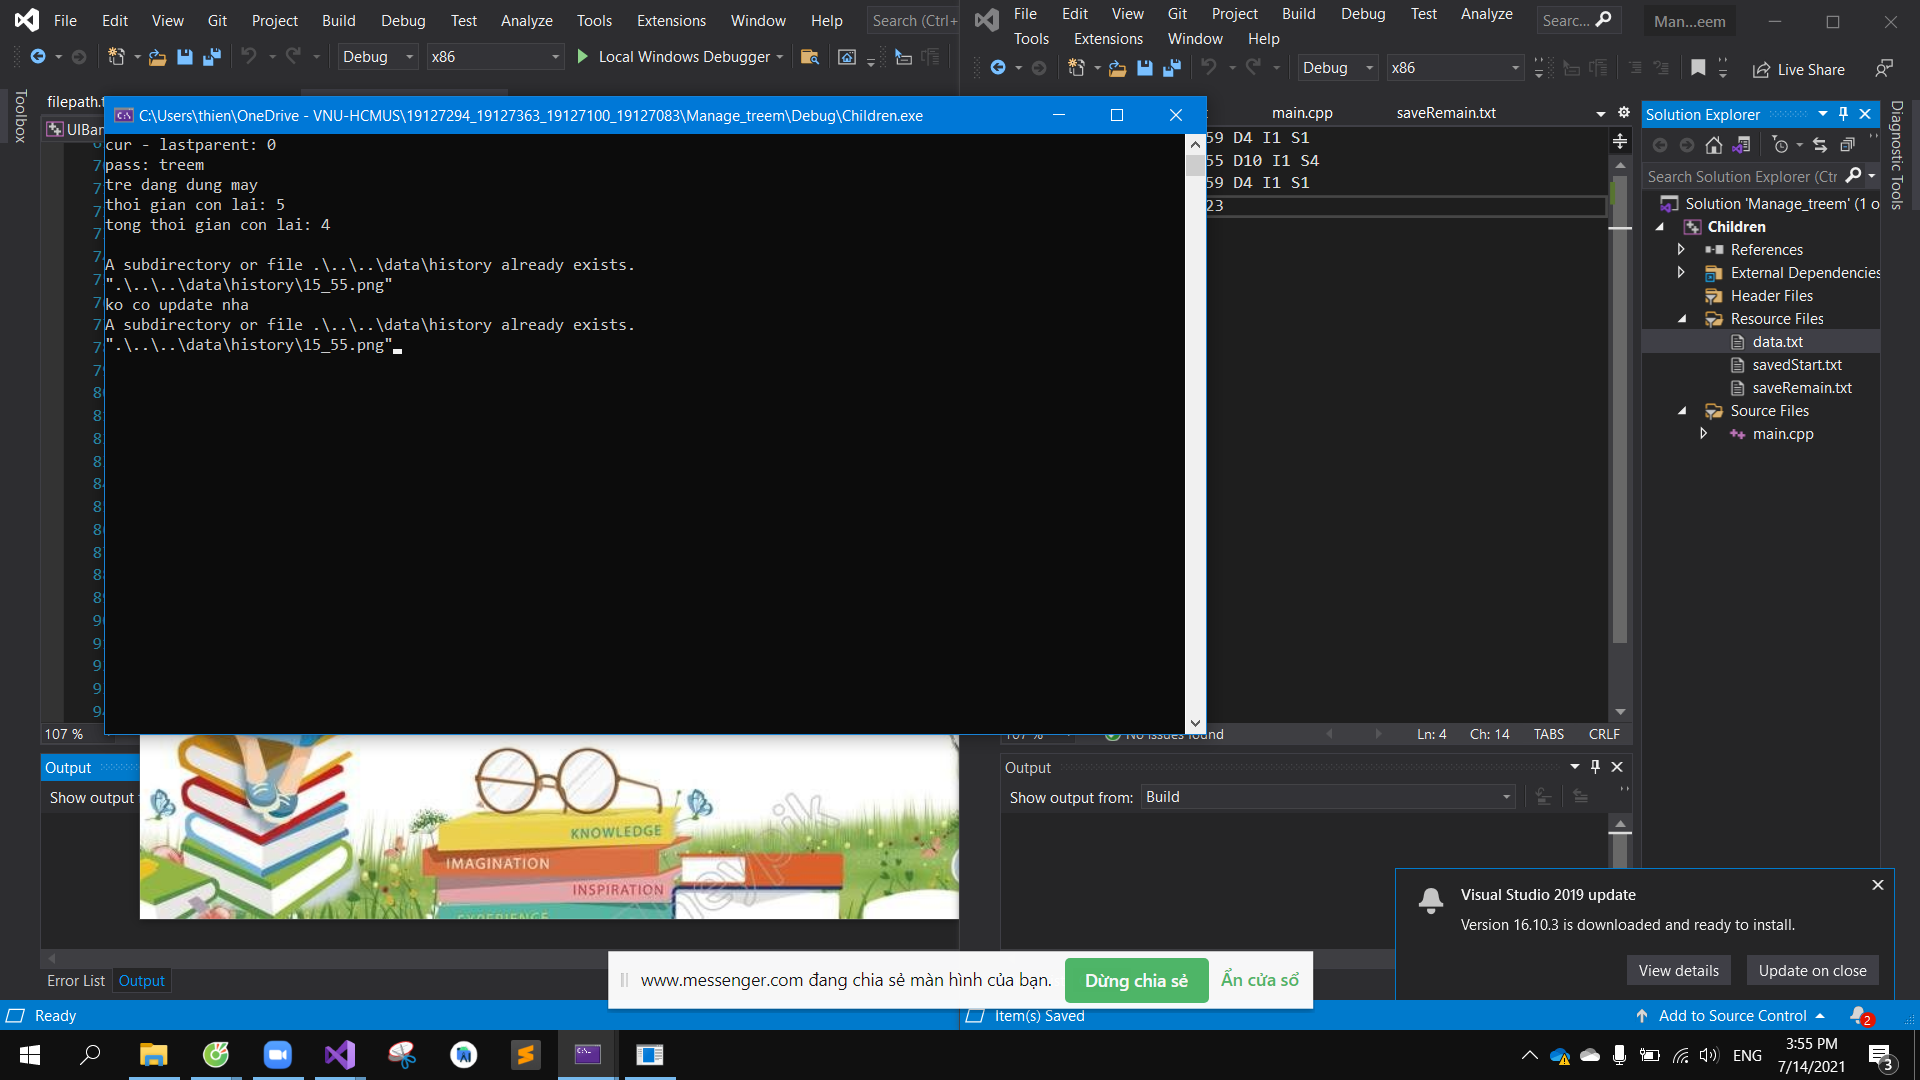 File Edit View Git Project Build Debug Test Analyze Tools Extensions Window Help Search (Ctrl+
Debug x86 Local Windows Debugger
File Edit View Git Project Build Debug Test Analyze
Tools Extensions Window Help
Searc... Man...eem
Debug x86 Live Share
Toolbox
filepath.
UIBar
C:\Users\thien\OneDrive - VNU-HCMUS\19127294_19127363_19127100_19127083\Manage_treem\Debug\Children.exe
cur - lastparent: 0
pass: treem
tre dang dung may
thoi gian con lai: 5
tong thoi gian con lai: 4
A subdirectory or file .\..\..\data\history already exists.
".\..\..\data\history\15_55.png"
ko co update nha
A subdirectory or file .\..\..\data\history already exists.
".\..\..\data\history\15_55.png"
80
107 %
Output
Show output
Error List Output
Ready
main.cpp saveRemain.txt
59 D4 I1 S1
55 D10 I1 S4
59 D4 I1 S1
23
No issues found
Ln: 4 Ch: 14 TABS CRLF
Output
Show output from: Build
Item(s) Saved
Solution Explorer
Search Solution Explorer (Ctr
Solution 'Manage_treem' (1 o
Children
References
External Dependencies
Header Files
Resource Files
data.txt
savedStart.txt
saveRemain.txt
Source Files
main.cpp
Diagnostic Tools
KNOWLEDGE
IMAGINATION
INSPIRATION
EXPERIENCE
Visual Studio 2019 update
Version 16.10.3 is downloaded and ready to install.
View details Update on close
www.messenger.com đang chia sẻ màn hình của bạn. Dừng chia sẻ Ẩn cửa sổ
Add to Source Control 2
ENG
3:55 PM
7/14/2021
3